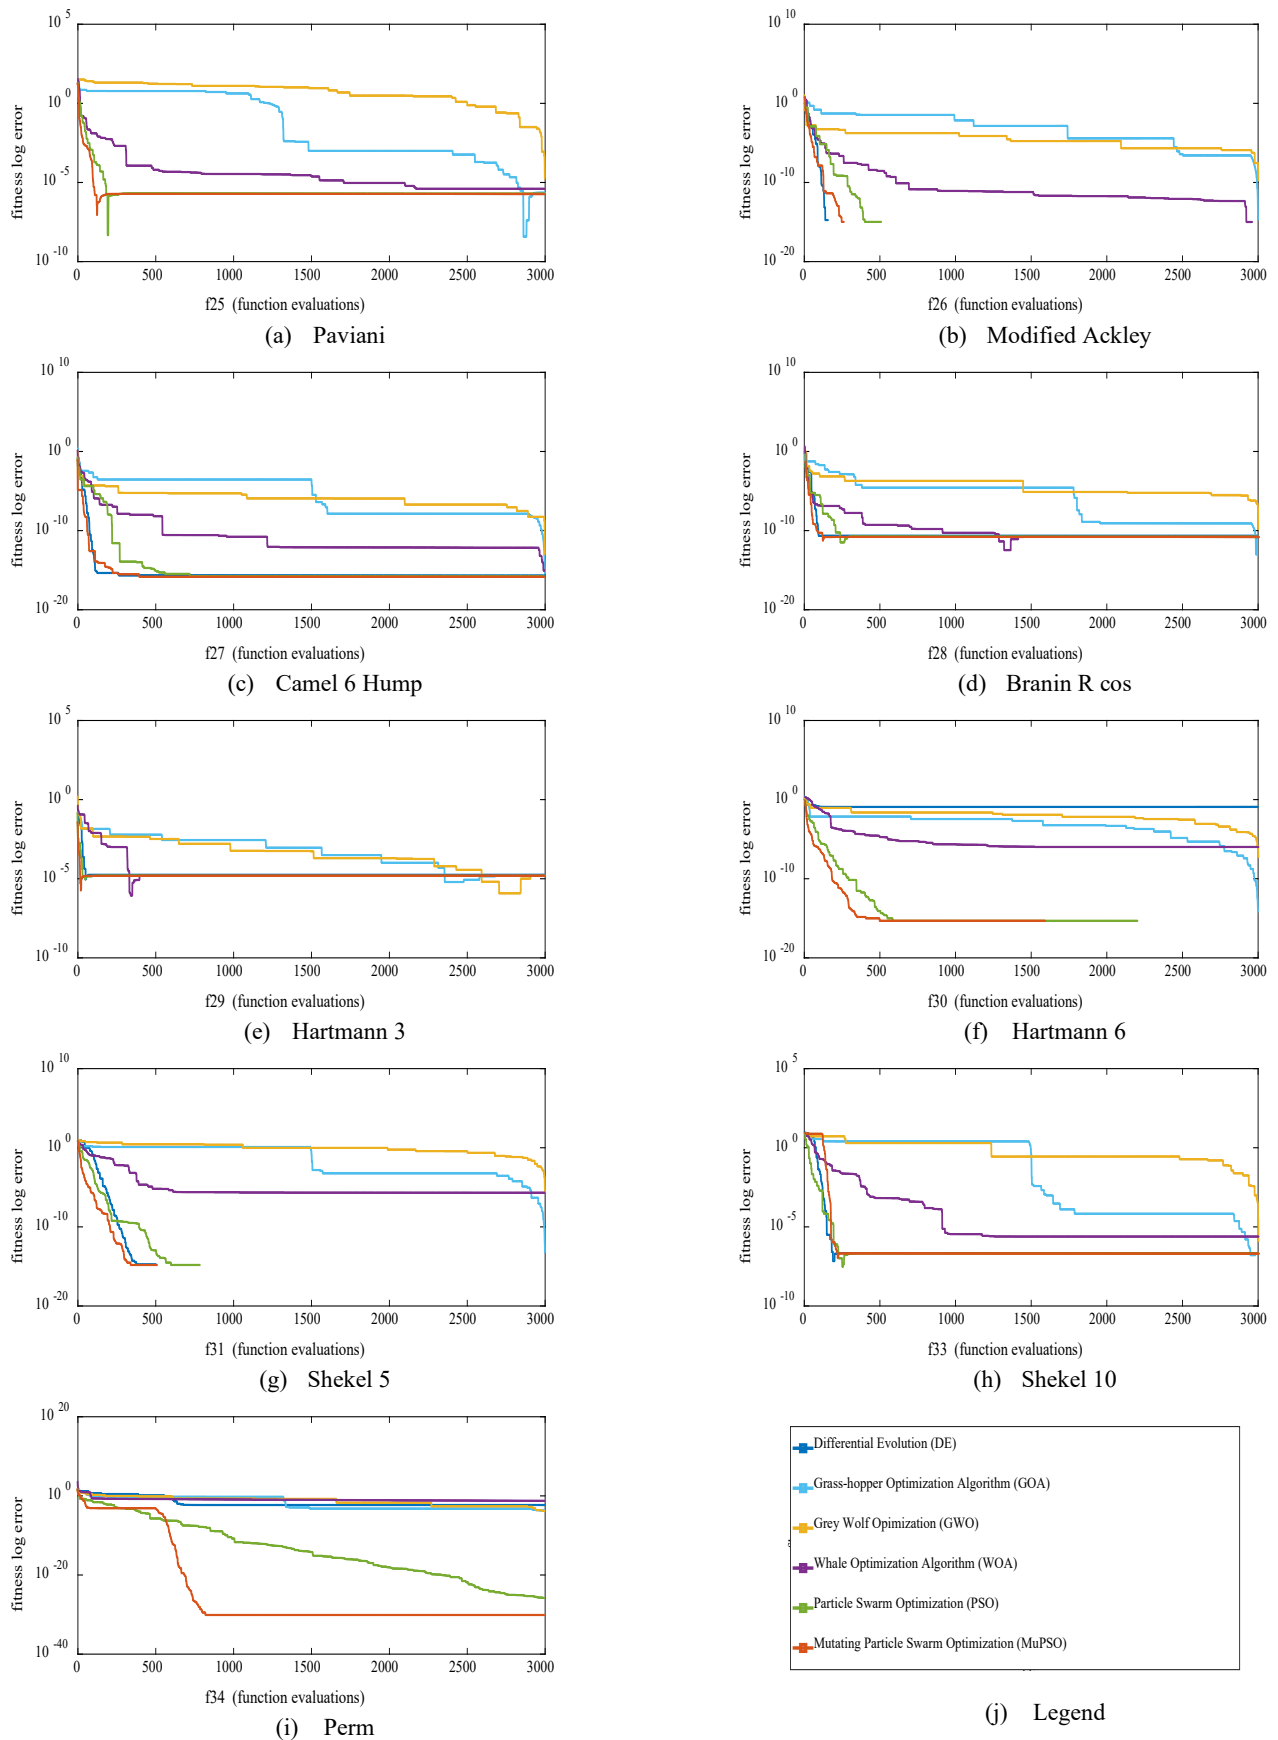 10 5
10 0
10 -5
10 -10
fitness log error
0 500 1000 1500 2000 2500 3000
f25 (function evaluations)
(a) Paviani
10 10
10 0
10 -10
10 -20
fitness log error
0 500 1000 1500 2000 2500 3000
f26 (function evaluations)
(b) Modified Ackley
10 10
10 0
10 -10
10 -20
fitness log error
0 500 1000 1500 2000 2500 3000
f27 (function evaluations)
(c) Camel 6 Hump
10 10
10 0
10 -10
10 -20
fitness log error
0 500 1000 1500 2000 2500 3000
f28 (function evaluations)
(d) Branin R cos
10 5
10 0
10 -5
10 -10
fitness log error
0 500 1000 1500 2000 2500 3000
f29 (function evaluations)
(e) Hartmann 3
10 10
10 0
10 -10
10 -20
fitness log error
0 500 1000 1500 2000 2500 3000
f30 (function evaluations)
(f) Hartmann 6
10 10
10 0
10 -10
10 -20
fitness log error
0 500 1000 1500 2000 2500 3000
f31 (function evaluations)
(g) Shekel 5
10 5
10 0
10 -5
10 -10
fitness log error
0 500 1000 1500 2000 2500 3000
f33 (function evaluations)
(h) Shekel 10
10 20
10 0
10 -20
10 -40
fitness log error
0 500 1000 1500 2000 2500 3000
f34 (function evaluations)
(i) Perm
Differential Evolution (DE)
Grass-hopper Optimization Algorithm (GOA)
Grey Wolf Opimization (GWO)
Whale Optimization Algorithm (WOA)
Particle Swarm Optimization (PSO)
Mutating Particle Swarm Optimization (MuPSO)
(j) Legend